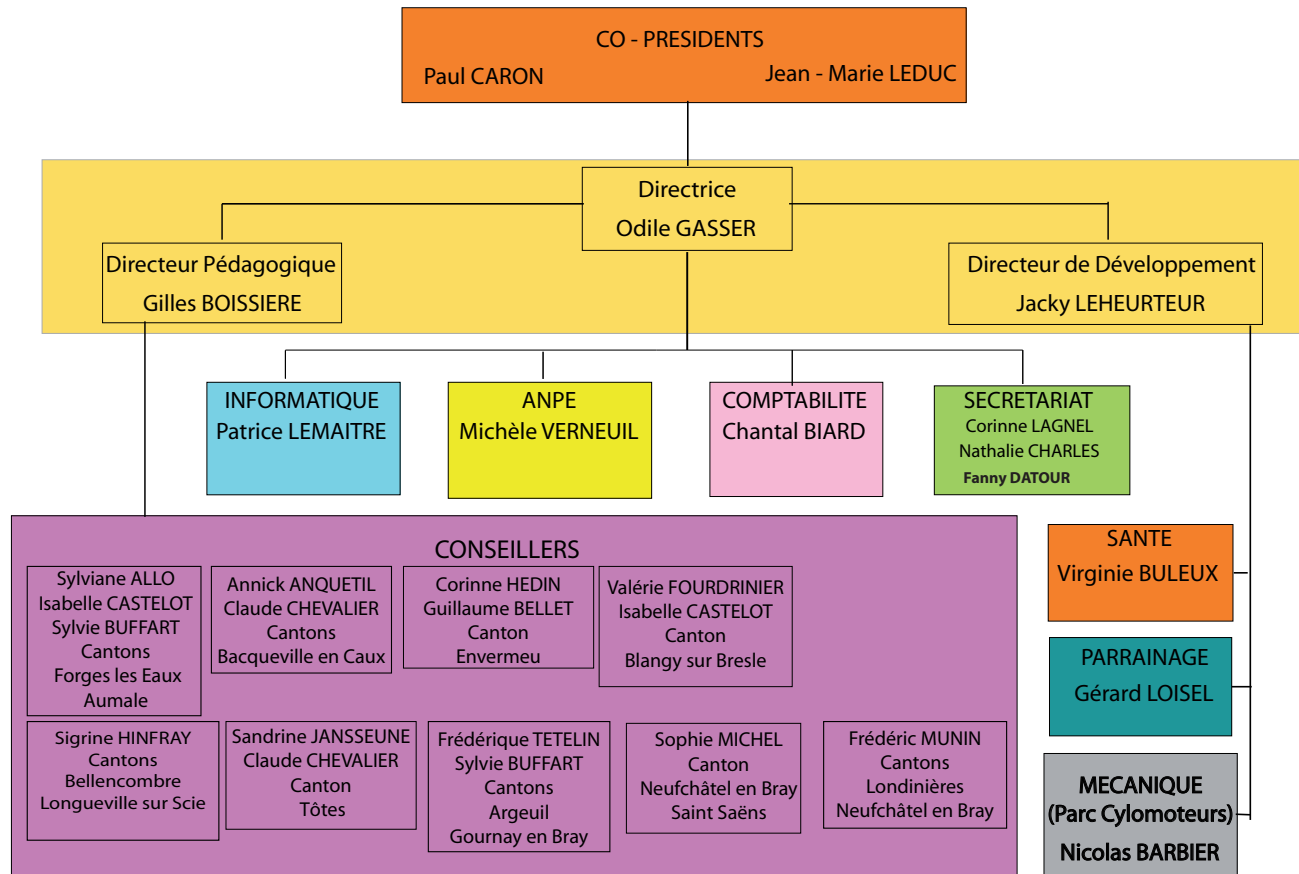 CO - PRESIDENTS
Paul CARON
Jean - Marie LEDUC
Directrice
Odile GASSER
Directeur Pédagogique
Gilles BOISSIERE
Directeur de Développement
Jacky LEHEURTEUR
INFORMATIQUE
Patrice LEMAITRE
ANPE
Michèle VERNEUIL
COMPTABILITE
Chantal BIARD
SECRETARIAT
Corinne LAGNEL
Nathalie CHARLES
Fanny DATOUR
CONSEILLERS
Sylviane ALLO
Isabelle CASTELOT
Sylvie BUFFART
Cantons
Forges les Eaux
Aumale
Annick ANQUETIL
Claude CHEVALIER
Cantons
Bacqueville en Caux
Corinne HEDIN
Guillaume BELLET
Canton
Envermeu
Valérie FOURDRINIER
Isabelle CASTELOT
Canton
Blangy sur Bresle
Sigrine HINFRAY
Cantons
Bellencombre
Longueville sur Scie
Sandrine JANSSEUNE
Claude CHEVALIER
Canton
Tôtes
Frédérique TETELIN
Sylvie BUFFART
Cantons
Argeuil
Gournay en Bray
Sophie MICHEL
Canton
Neufchâtel en Bray
Saint Saëns
Frédéric MUNIN
Cantons
Londinières
Neufchâtel en Bray
SANTE
Virginie BULEUX
PARRAINAGE
Gérard LOISEL
MECANIQUE
(Parc Cylomoteurs)
Nicolas BARBIER